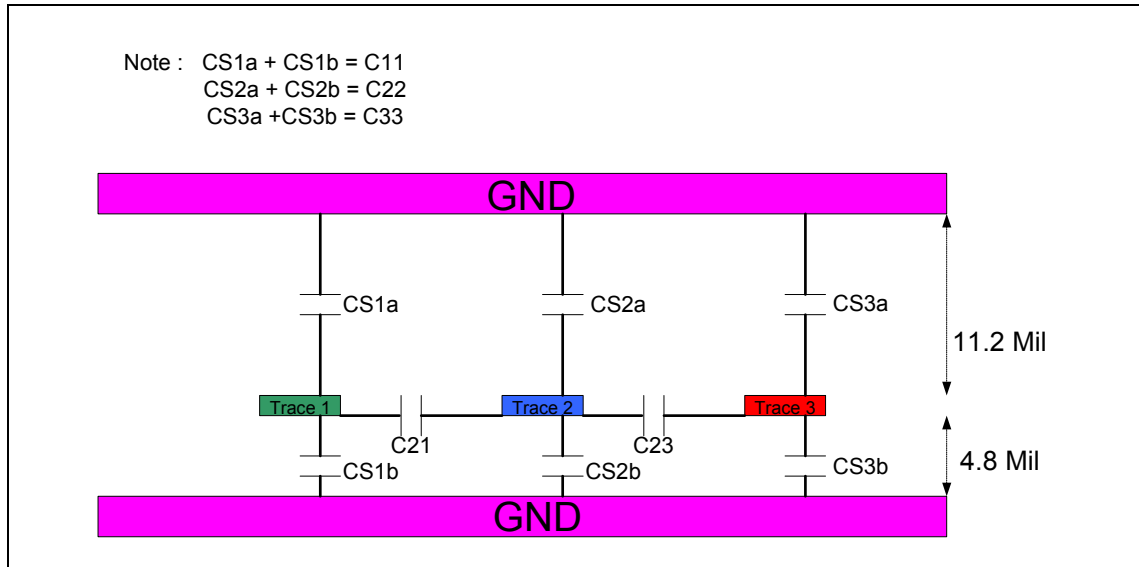 Note : CS1a + CS1b = C11
CS2a + CS2b = C22
CS3a +CS3b = C33
GND
CS1a
CS2a
CS3a
11.2 Mil
Trace 1
Trace 2
Trace 3
C21
C23
CS1b
CS2b
CS3b
4.8 Mil
GND